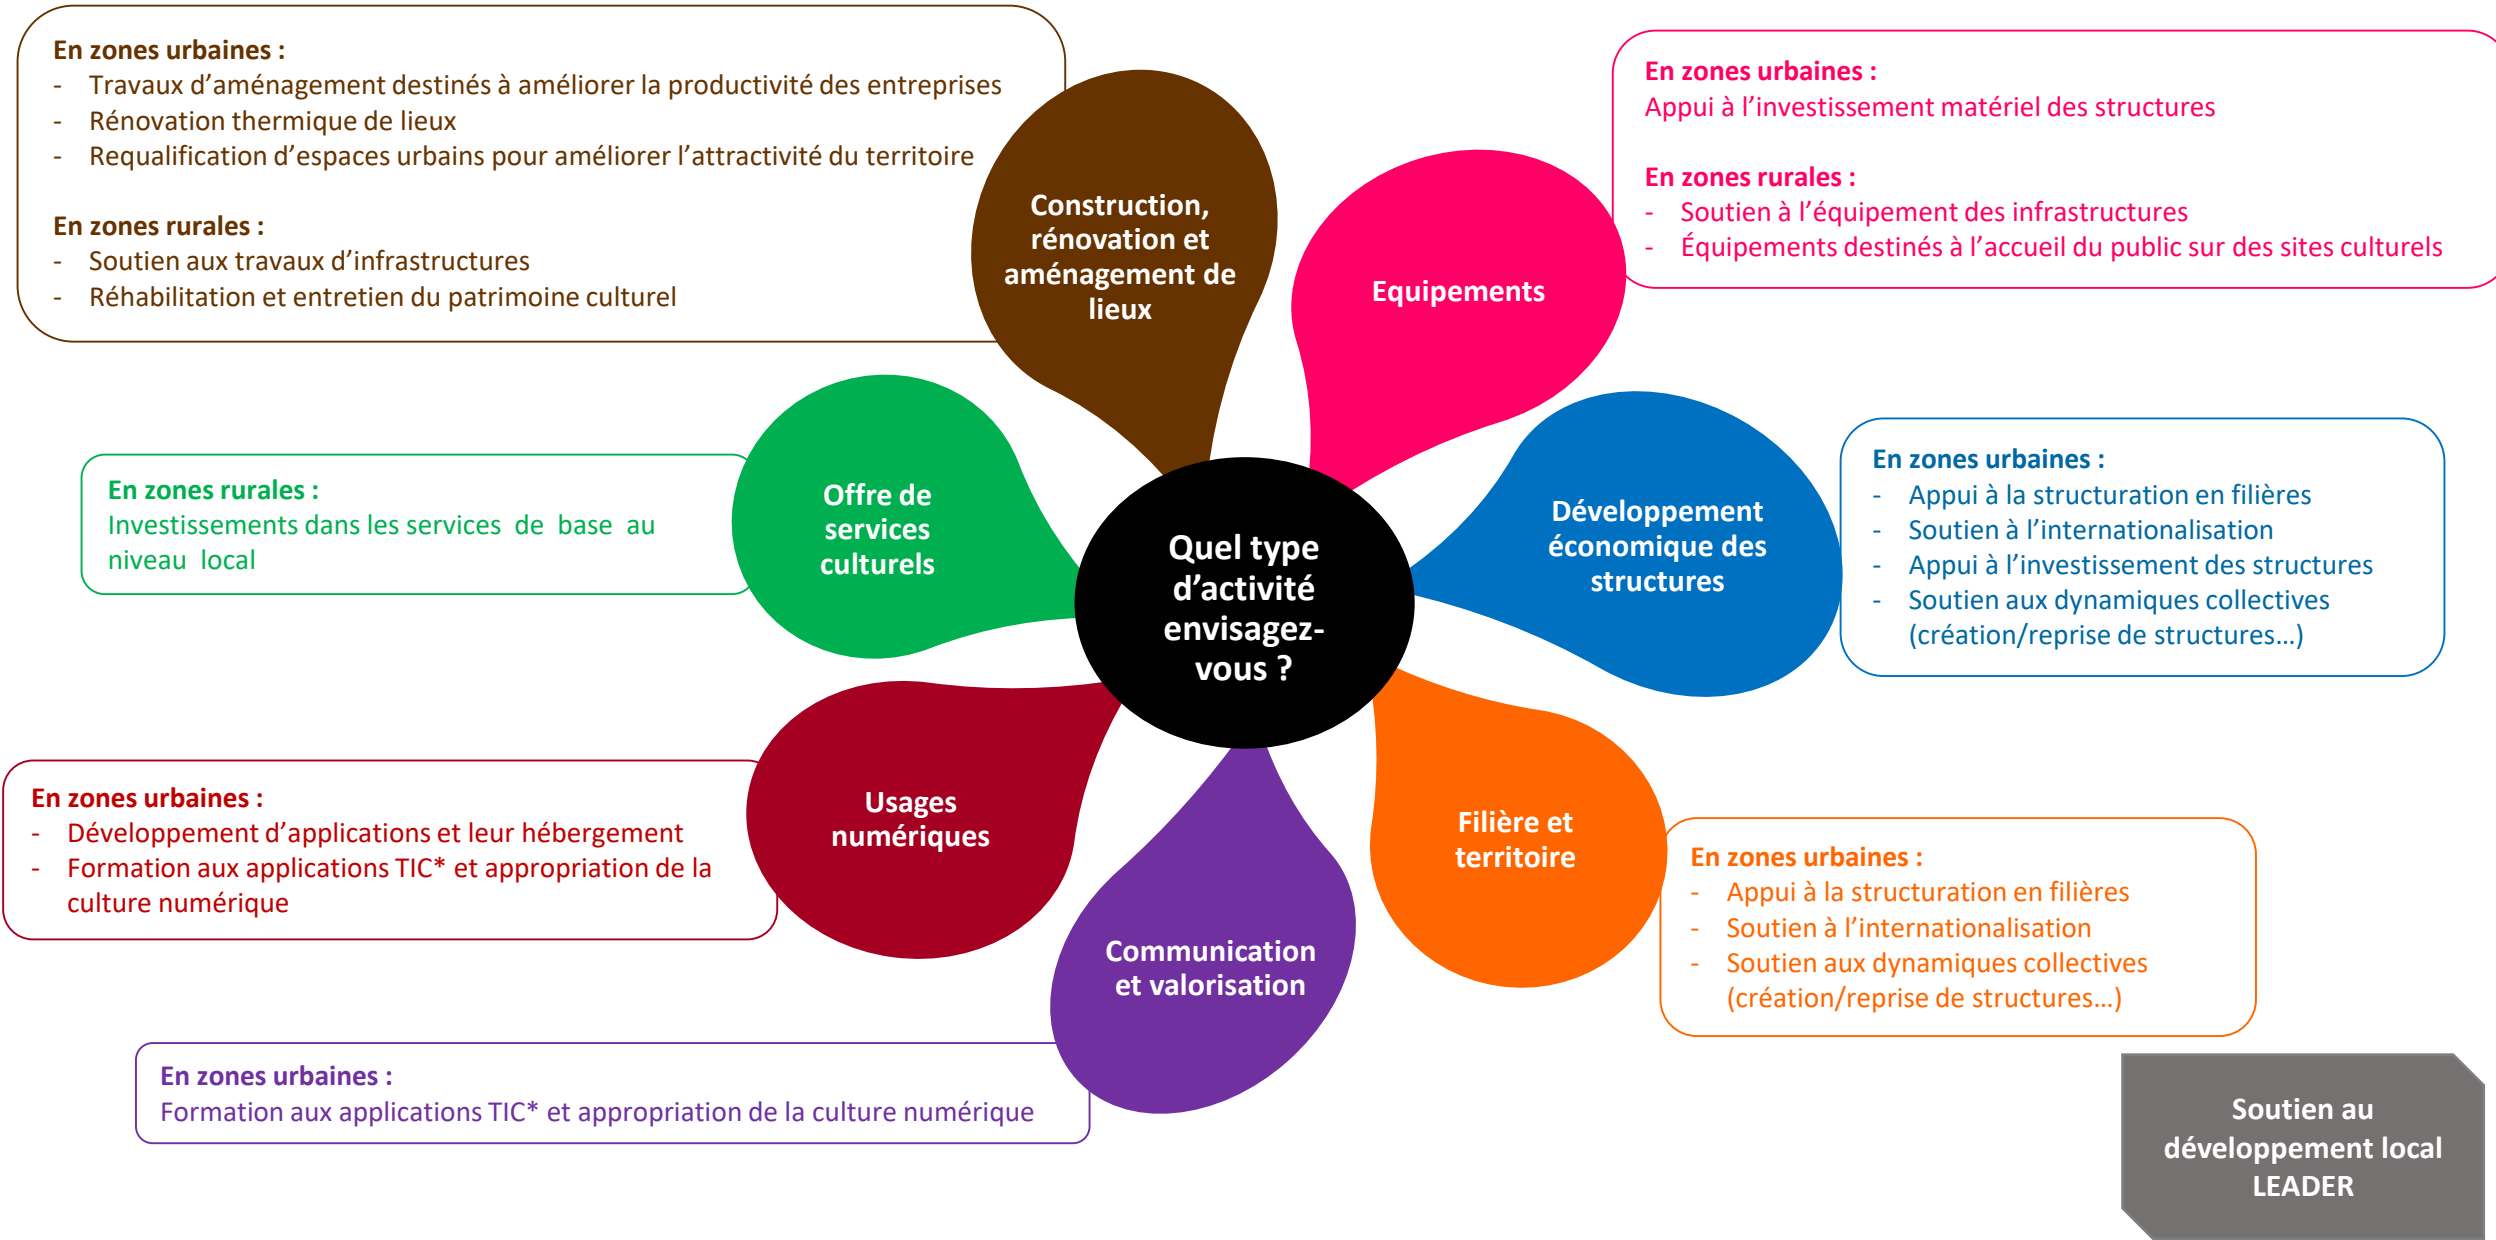 En zones urbaines :
- Travaux d’aménagement destinés à améliorer la productivité des entreprises
- Rénovation thermique de lieux
- Requalification d’espaces urbains pour améliorer l’attractivité du territoire
En zones rurales :
- Soutien aux travaux d’infrastructures
- Réhabilitation et entretien du patrimoine culturel
Construction,
rénovation et
aménagement de
lieux
En zones urbaines :
Appui à l’investissement matériel des structures
En zones rurales :
- Soutien à l’équipement des infrastructures
- Équipements destinés à l’accueil du public sur des sites culturels
Equipements
En zones rurales :
Investissements dans les services de base au
niveau local
Offre de
services
culturels
Quel type
d’activité
envisagez-
vous ?
Développement
économique des
structures
En zones urbaines :
- Appui à la structuration en filières
- Soutien à l’internationalisation
- Appui à l’investissement des structures
- Soutien aux dynamiques collectives
(création/reprise de structures…)
En zones urbaines :
- Développement d’applications et leur hébergement
- Formation aux applications TIC* et appropriation de la
culture numérique
Usages
numériques
Filière et
territoire
En zones urbaines :
- Appui à la structuration en filières
- Soutien à l’internationalisation
- Soutien aux dynamiques collectives
(création/reprise de structures…)
Communication
et valorisation
En zones urbaines :
Formation aux applications TIC* et appropriation de la culture numérique
Soutien au
développement local
LEADER